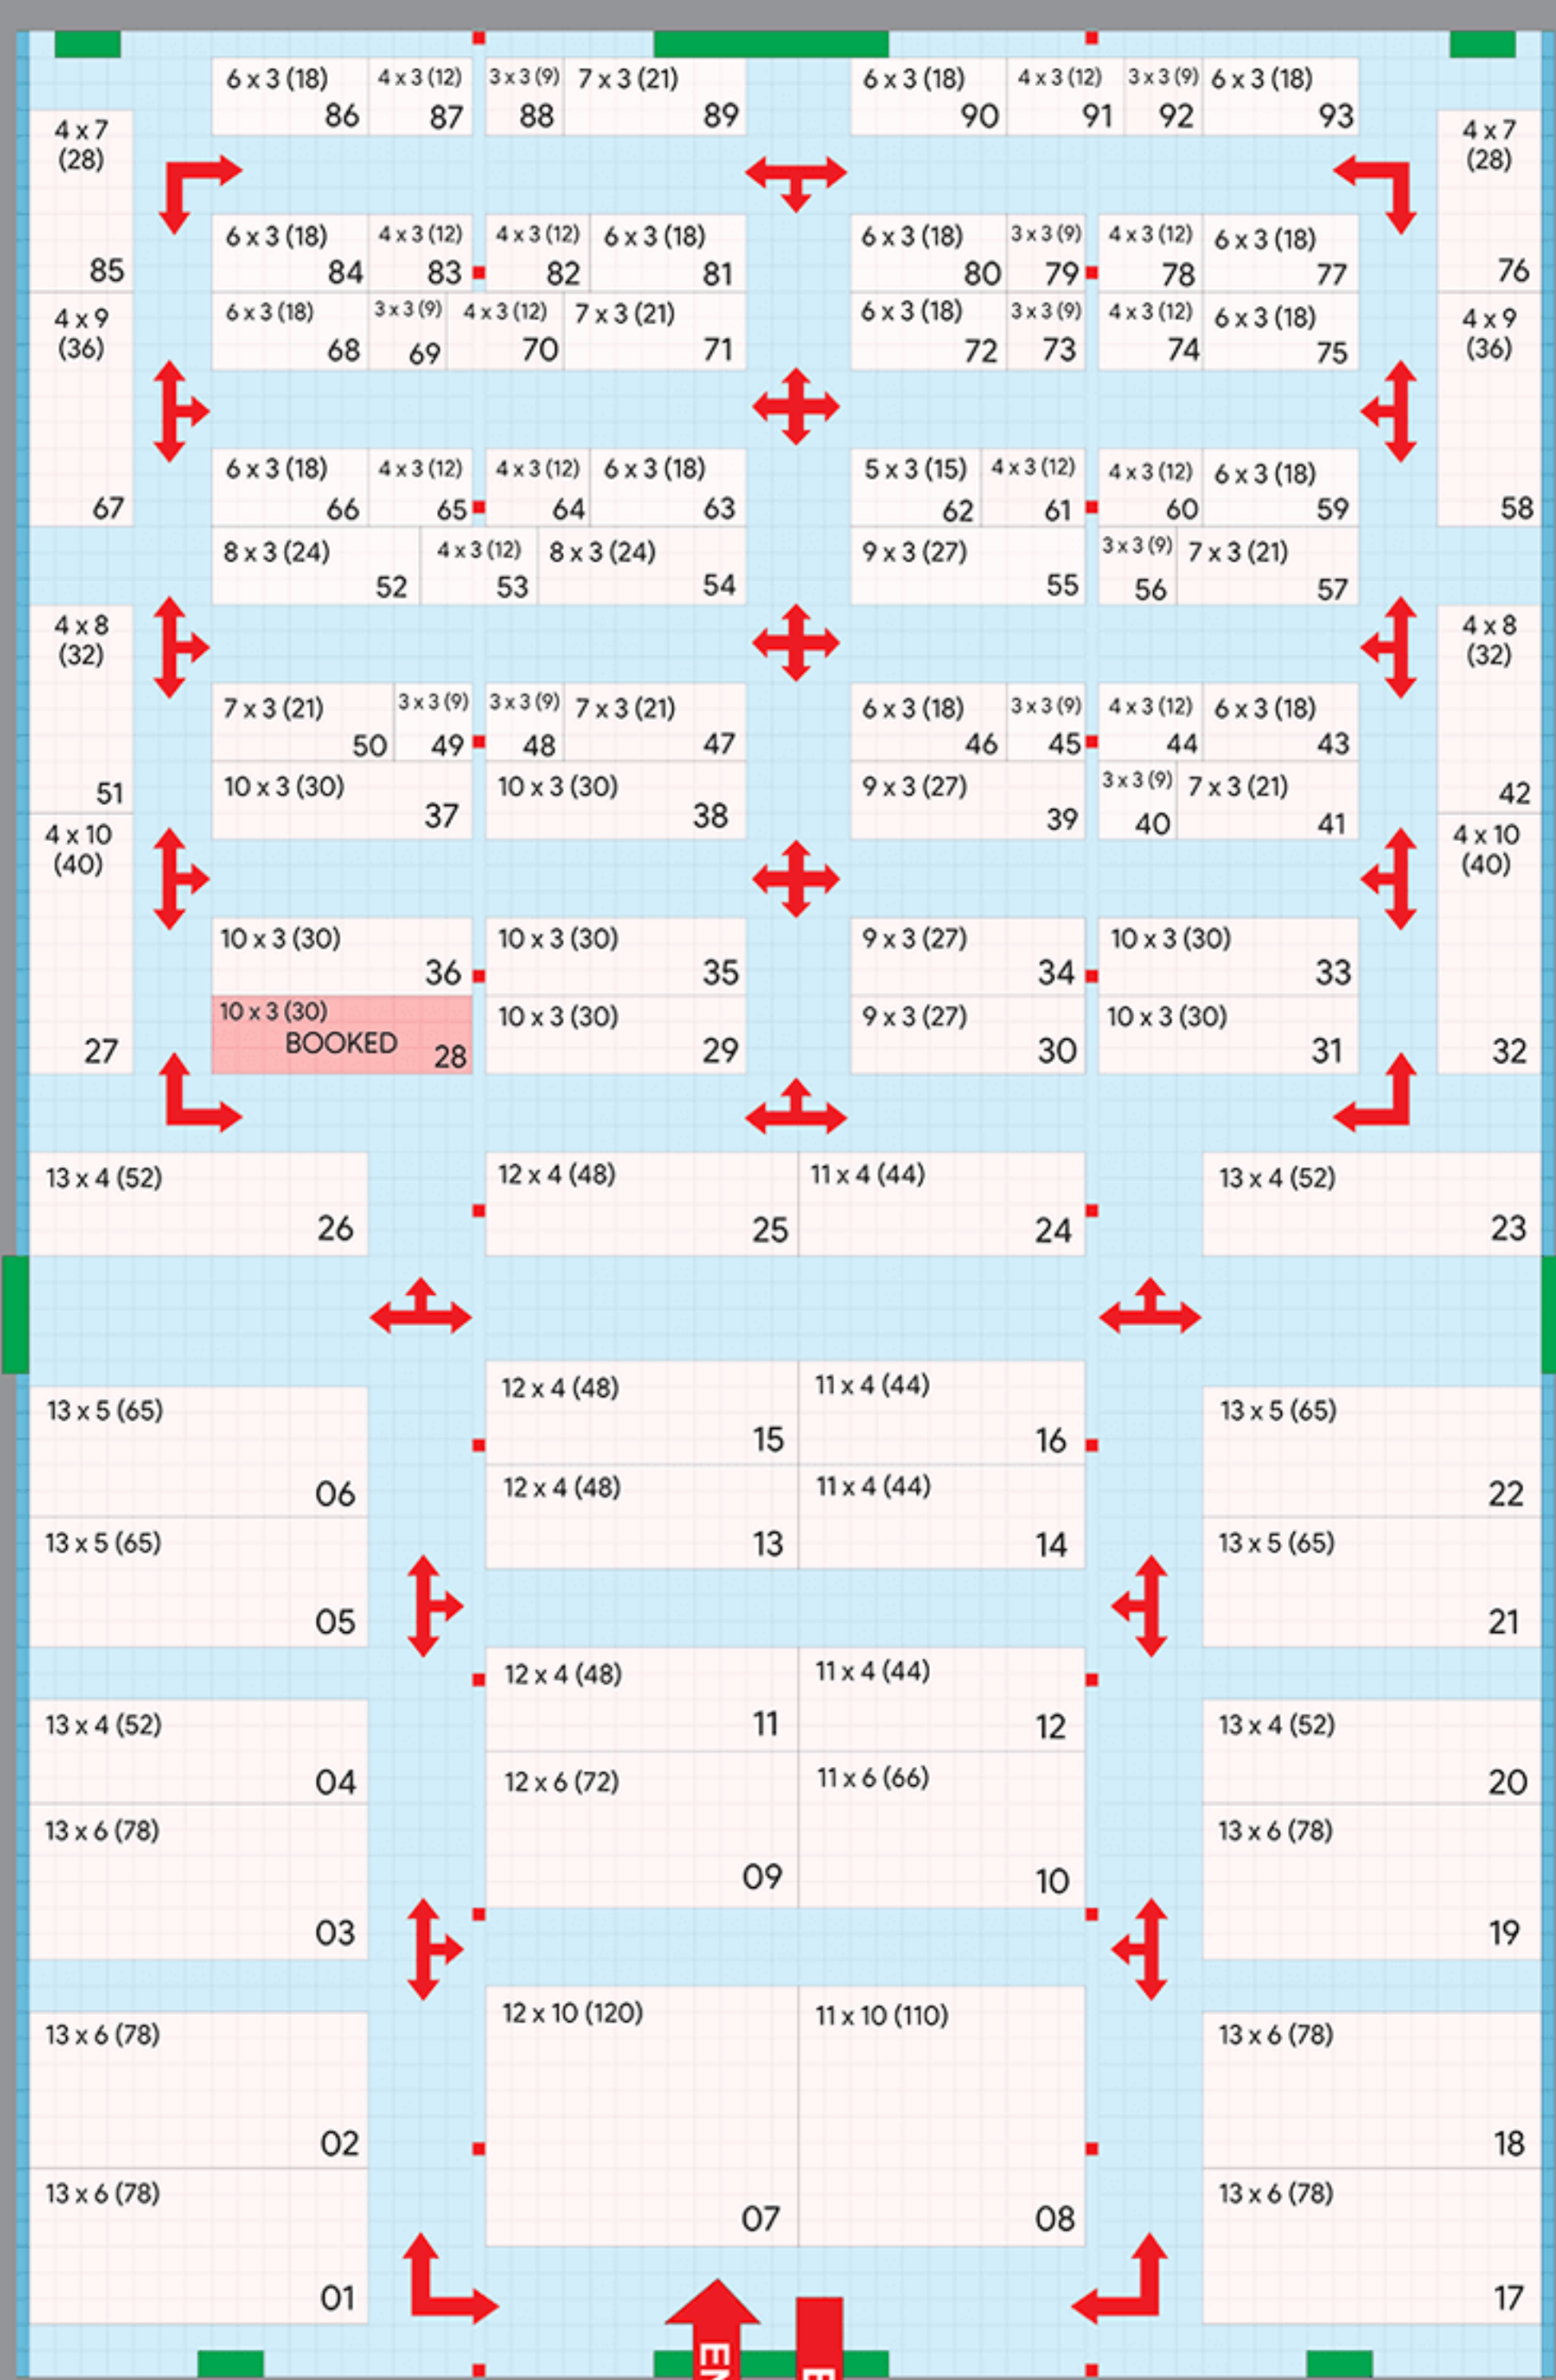 6 x 3 (18) 4 x 3 (12) 3 x 3 (9) 7 x 3 (21) 6 x 3 (18) 4 x 3 (12) 3 x 3 (9) 6 x 3 (18)
86 87 88 89 90 91 92 93
4 x 7 4 x 7
(28) (28)
6 x 3 (18) 4 x 3 (12) 4 x 3 (12) 6 x 3 (18) 6 x 3 (18) 3 x 3 (9) 4 x 3 (12) 6 x 3 (18)
85 84 83 82 81 80 79 78 77 76
4 x 9 6 x 3 (18) 3 x 3 (9) 4 x 3 (12) 7 x 3 (21) 6 x 3 (18) 3 x 3 (9) 4 x 3 (12) 6 x 3 (18) 4 x 9
(36) 68 69 70 71 72 73 74 75 (36)
6 x 3 (18) 4 x 3 (12) 4 x 3 (12) 6 x 3 (18) 5 x 3 (15) 4 x 3 (12) 4 x 3 (12) 6 x 3 (18)
67 66 65 64 63 62 61 60 59 58
8 x 3 (24) 4 x 3 (12) 8 x 3 (24) 9 x 3 (27) 3 x 3 (9) 7 x 3 (21)
52 53 54 55 56 57
4 x 8 4 x 8
(32) (32)
7 x 3 (21) 3 x 3 (9) 3 x 3 (9) 7 x 3 (21) 6 x 3 (18) 3 x 3 (9) 4 x 3 (12) 6 x 3 (18)
50 49 48 47 46 45 44 43
10 x 3 (30) 10 x 3 (30) 9 x 3 (27) 3 x 3 (9) 7 x 3 (21)
51 37 38 39 40 41 42
4 x 10 4 x 10
(40) (40)
10 x 3 (30) 10 x 3 (30) 9 x 3 (27) 10 x 3 (30)
36 35 34 33
10 x 3 (30) 10 x 3 (30) 9 x 3 (27) 10 x 3 (30)
27 BOOKED 28 29 30 31 32
13 x 4 (52) 12 x 4 (48) 11 x 4 (44) 13 x 4 (52)
26 25 24 23
12 x 4 (48) 11 x 4 (44)
13 x 5 (65) 13 x 5 (65)
15 16
06 12 x 4 (48) 11 x 4 (44) 22
13 x 5 (65) 13 14 13 x 5 (65)
05 21
12 x 4 (48) 11 x 4 (44)
13 x 4 (52) 11 12 13 x 4 (52)
04 12 x 6 (72) 11 x 6 (66) 20
13 x 6 (78) 13 x 6 (78)
09 10
03 19
12 x 10 (120) 11 x 10 (110)
13 x 6 (78) 13 x 6 (78)
02 18
13 x 6 (78) 13 x 6 (78)
07 08
01 17